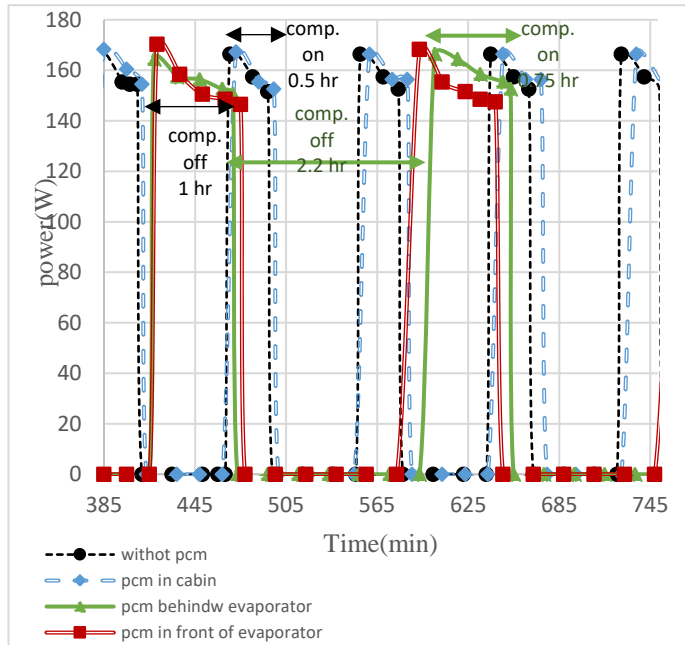 180
160
140
120
100
80
60
40
20
0
power(W)
comp.
on
0.5 hr
comp.
on
0.75 hr
comp.
off
1 hr
comp.
off
2.2 hr
385 445 505 565 625 685 745
Time(min)
withot pcm
pcm in cabin
pcm behindw evaporator
pcm in front of evaporator